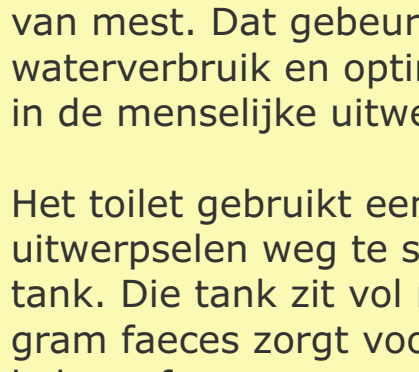 van mest. Dat gebeur
waterverbruik en opti
in de menselijke uitwe
Het toilet gebruikt een
uitwerpselen weg te s
tank. Die tank zit vol
gram faeces zorgt voo